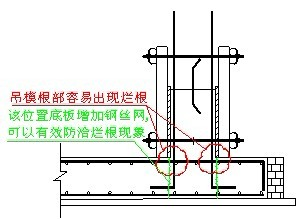 吊模根部容易出现烂根
该位置底板增加钢丝网,
可以有效防治烂根现象